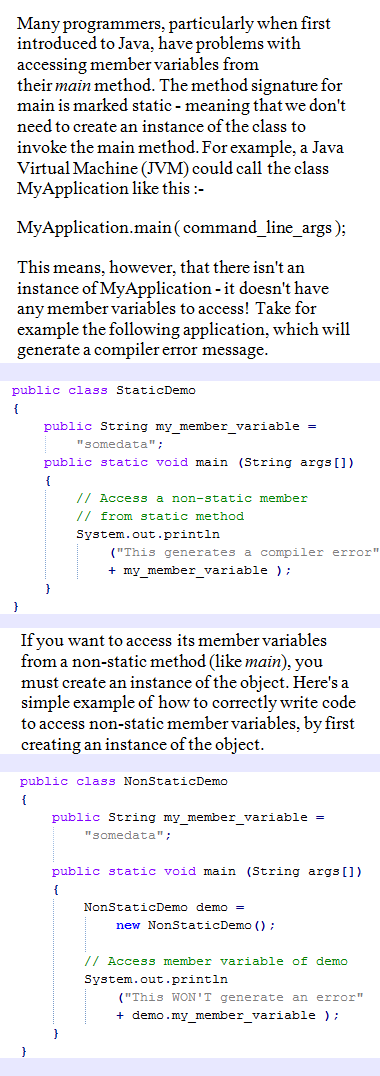 Many programmers, particularly when first
introduced to Java, have problems with
accessing member variables from
their main method. The method signature for
main is marked static - meaning that we don't
need to create an instance of the class to
invoke the main method. For example, a Java
Virtual Machine (JVM) could call the class
MyApplication like this :-
MyApplication.main ( command_line_args );
This means, however, that there isn't an
instance of MyApplication - it doesn't have
any member variables to access! Take for
example the following application, which will
generate a compiler error message.
public class StaticDemo
{
    public String my_member_variable =
        "somedata";
    public static void main (String args[])
    {
        // Access a non-static member
        // from static method
        System.out.println
            ("This generates a compiler error"
            + my_member_variable );
    }
}
If you want to access its member variables
from a non-static method (like main), you
must create an instance of the object. Here's a
simple example of how to correctly write code
to access non-static member variables, by first
creating an instance of the object.
public class NonStaticDemo
{
    public String my_member_variable =
        "somedata";
    public static void main (String args[])
    {
        NonStaticDemo demo =
            new NonStaticDemo();
        // Access member variable of demo
        System.out.println
            ("This WON'T generate an error"
            + demo.my_member_variable );
    }
}